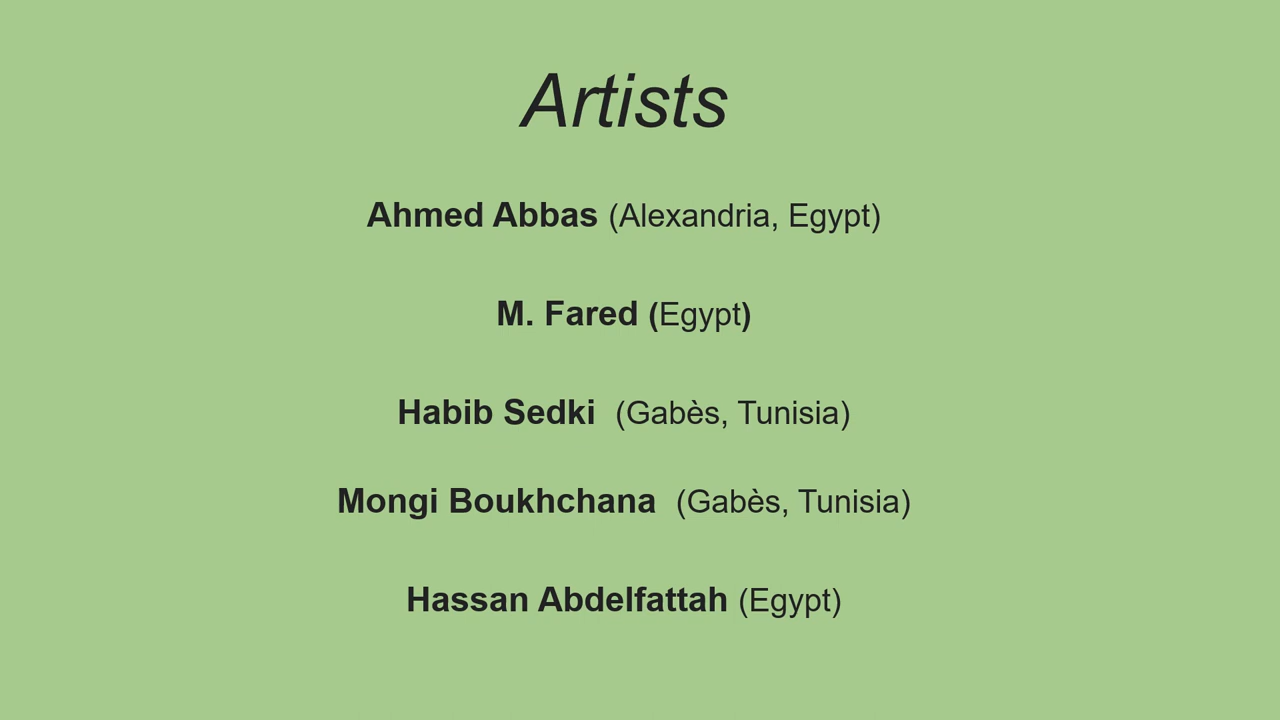 Artists
Ahmed Abbas (Alexandria, Egypt)
M. Fared (Egypt)
Habib Sedki (Gabès, Tunisia)
Mongi Boukhchana (Gabès, Tunisia)
Hassan Abdelfattah (Egypt)